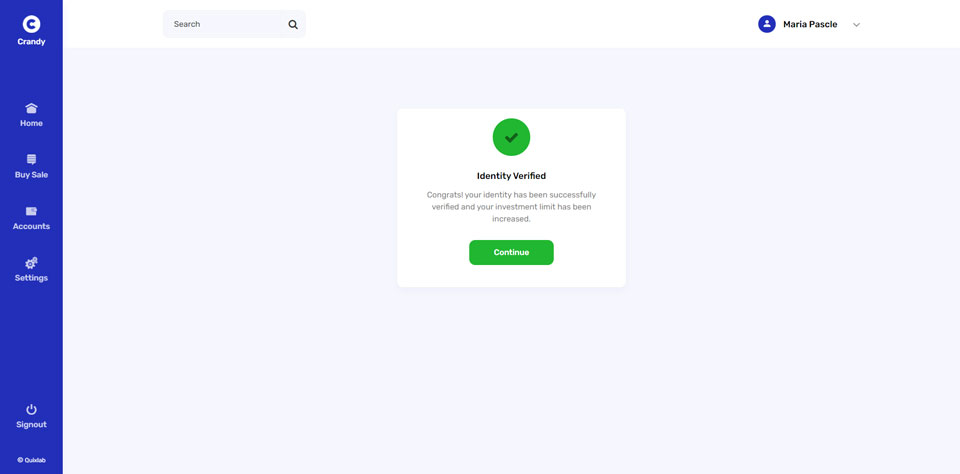 Crandy
Search
Maria Pascle
Home
Buy Sale
Accounts
Settings
Signout
© Quixlab
Identity Verified
Congrats! your identity has been successfully
verified and your investment limit has been
increased.
Continue